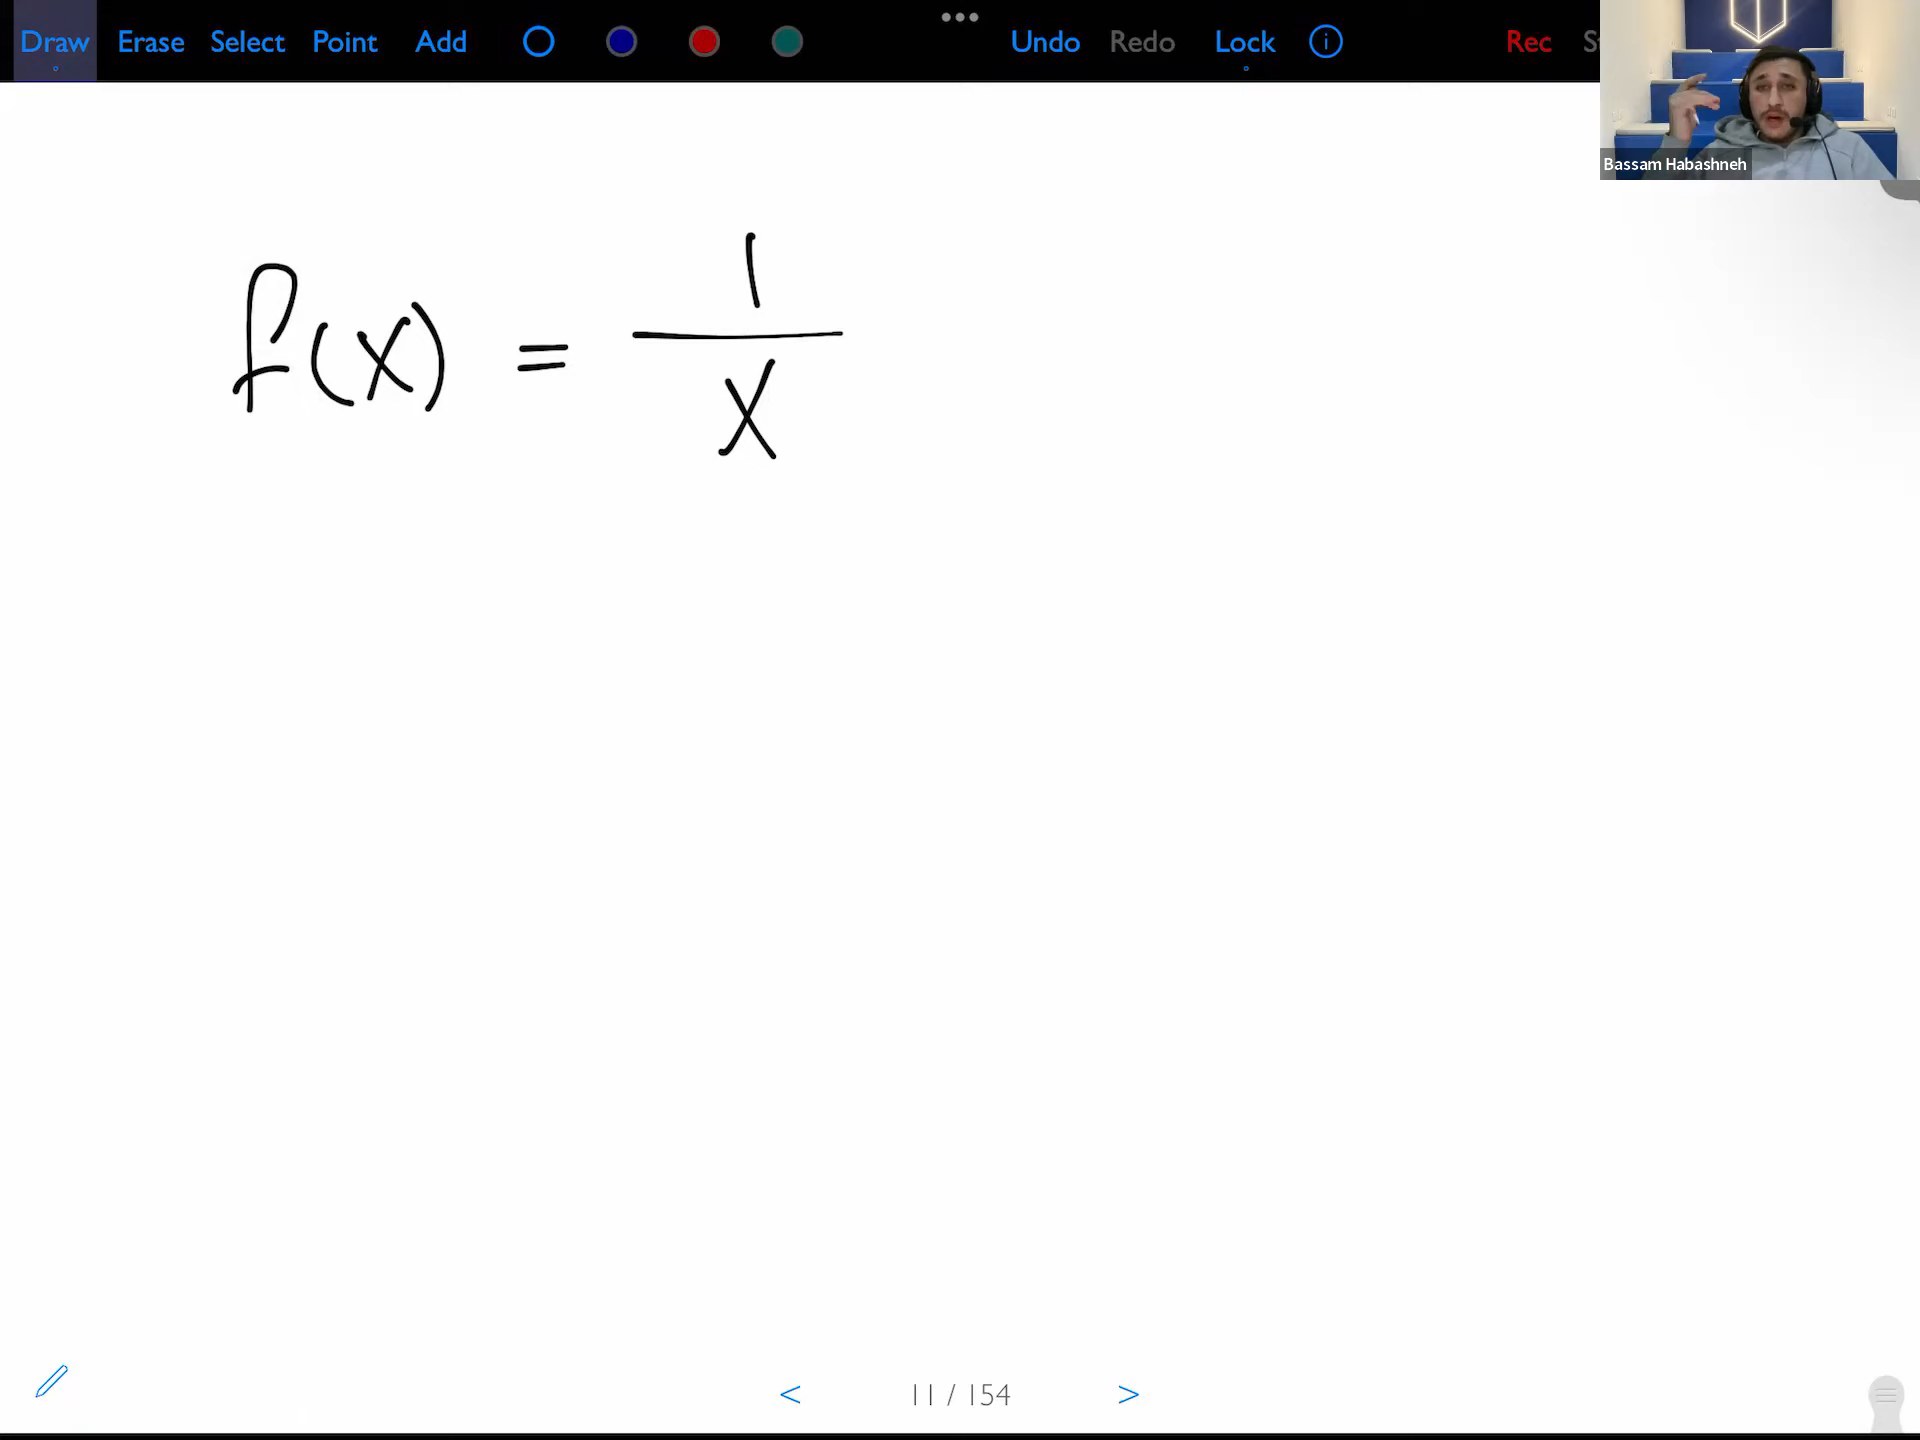 Draw Erase Select Point Add Undo Redo Lock Rec
Bassam Habashneh
f(x) = 1/x
< 11 / 154 >